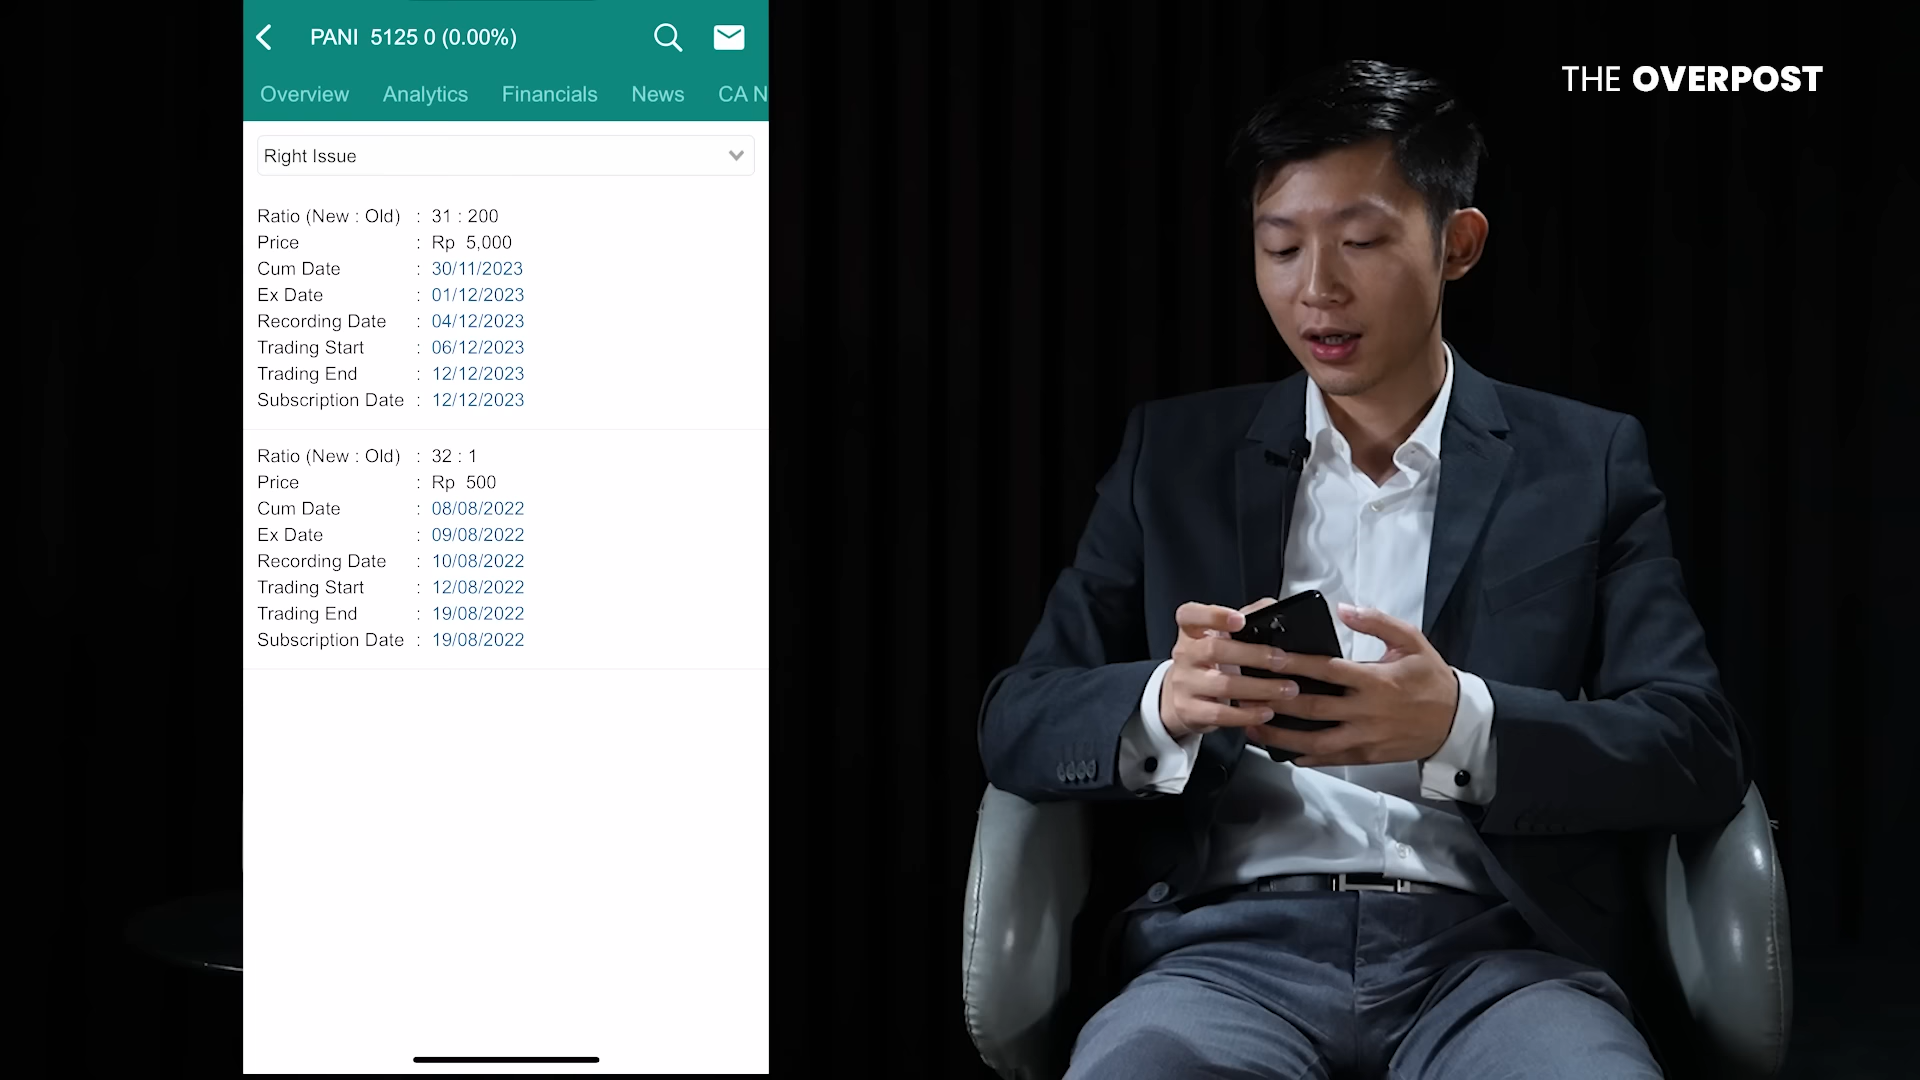 PANI 5125 0 (0.00%)
Overview Analytics Financials News CA N
Right Issue
Ratio (New : Old) : 31 : 200
Price : Rp 5,000
Cum Date : 30/11/2023
Ex Date : 01/12/2023
Recording Date : 04/12/2023
Trading Start : 06/12/2023
Trading End : 12/12/2023
Subscription Date : 12/12/2023
Ratio (New : Old) : 32 : 1
Price : Rp 500
Cum Date : 08/08/2022
Ex Date : 09/08/2022
Recording Date : 10/08/2022
Trading Start : 12/08/2022
Trading End : 19/08/2022
Subscription Date : 19/08/2022
THE OVERPOST